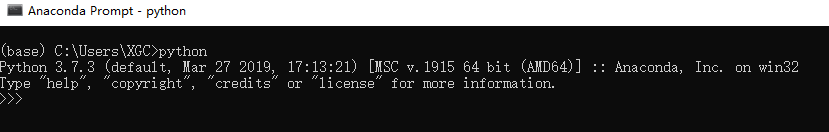 Anaconda Prompt - python
(base) C:\Users\XGC>python
Python 3.7.3 (default, Mar 27 2019, 17:13:21) [MSC v.1915 64 bit (AMD64)] :: Anaconda, Inc. on win32
Type "help", "copyright", "credits" or "license" for more information.
>>>